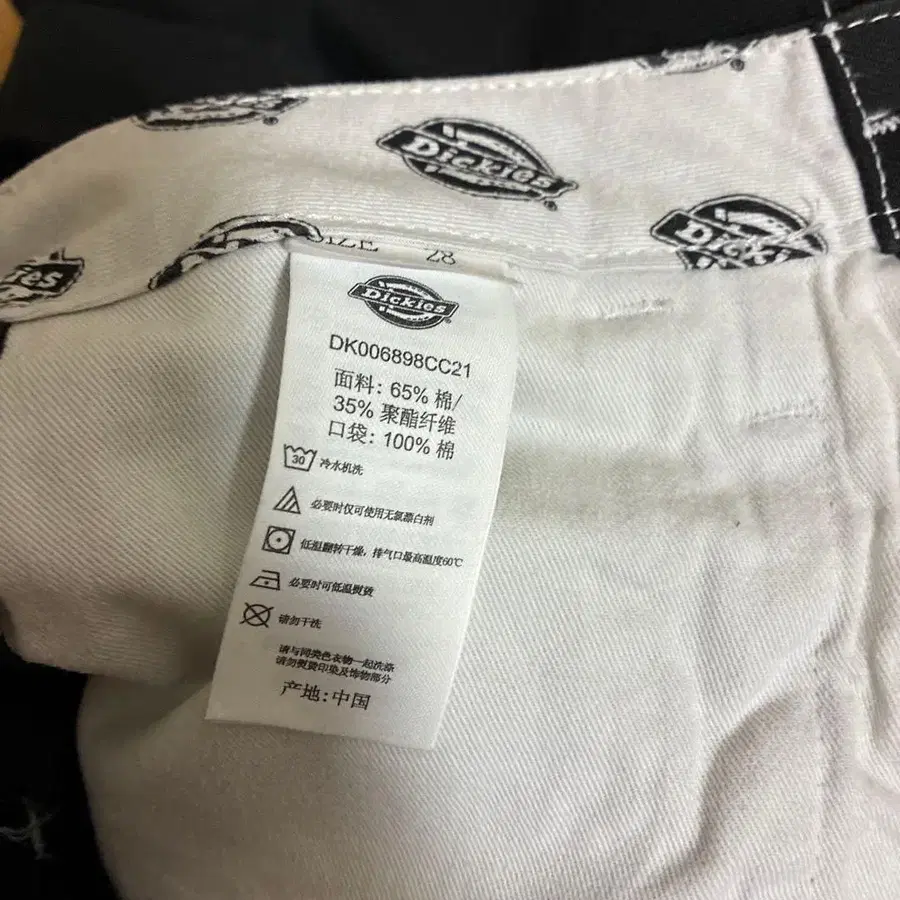 Dickies
Dickies
Dickies
SIZE 28
Dickies
DK006898CC21
面料: 65% 棉/
35% 聚酯纤维
口袋: 100% 棉
30 冷水机洗
必要时仅可使用无氯漂白剂
低温翻转干燥，排气口最高温度60℃
必要时可低温熨烫
请勿干洗
请与同类色衣物一起洗涤
请勿熨烫印染及饰物部分
产地:中国